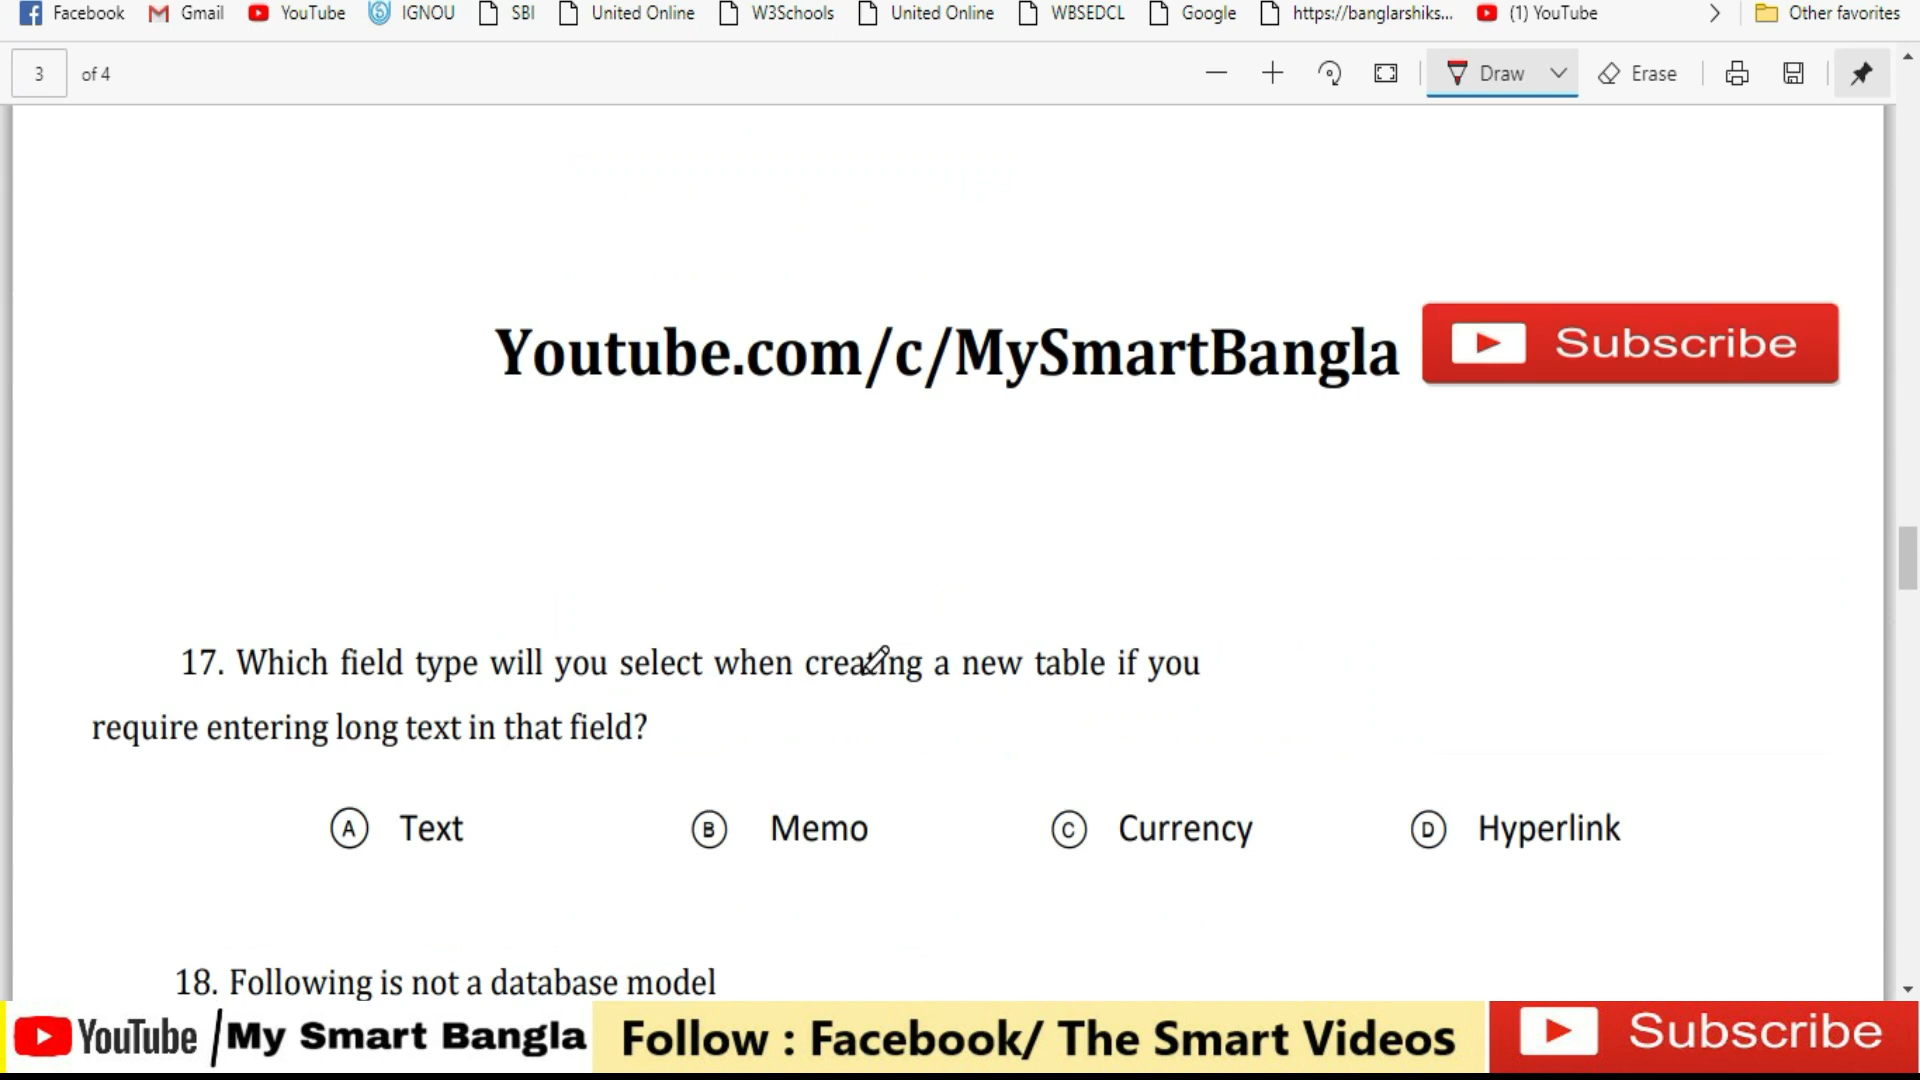 Facebook Gmail YouTube IGNOU SBI United Online W3Schools United Online WBSEDCL Google https://banglarshiks... (1) YouTube Other favorites
3 of 4 Draw Erase
Youtube.com/c/MySmartBangla Subscribe
17. Which field type will you select when creating a new table if you
require entering long text in that field?
A Text B Memo C Currency D Hyperlink
18. Following is not a database model
YouTube /My Smart Bangla Follow : Facebook/ The Smart Videos Subscribe